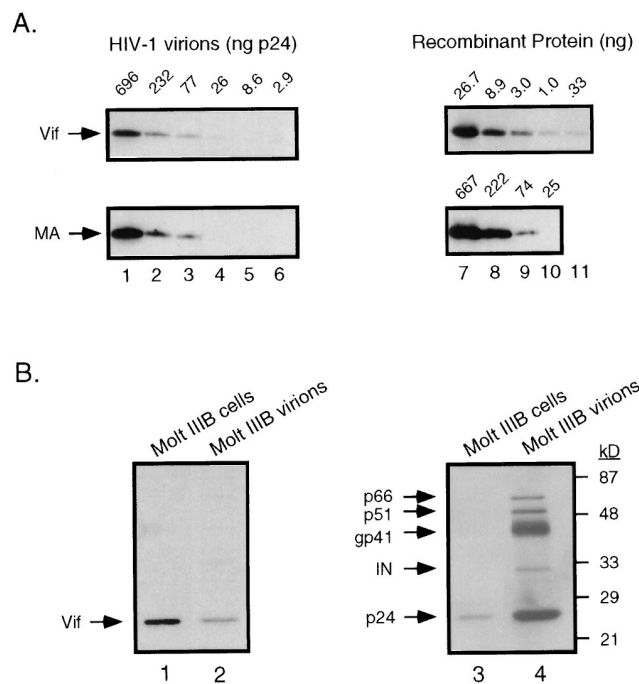 A.
HIV-1 virions (ng p24)
Recombinant Protein (ng)
696 232 77 26 8.6 2.9
26.7 8.9 3.0 1.0 .33
Vif
667 222 74 25
MA
1 2 3 4 5 6
7 8 9 10 11
B.
Molt IIIB cells
Molt IIIB virions
Molt IIIB cells
Molt IIIB virions
kD
87
p66
p51
48
gp41
33
IN
29
Vif
p24
21
1 2
3 4